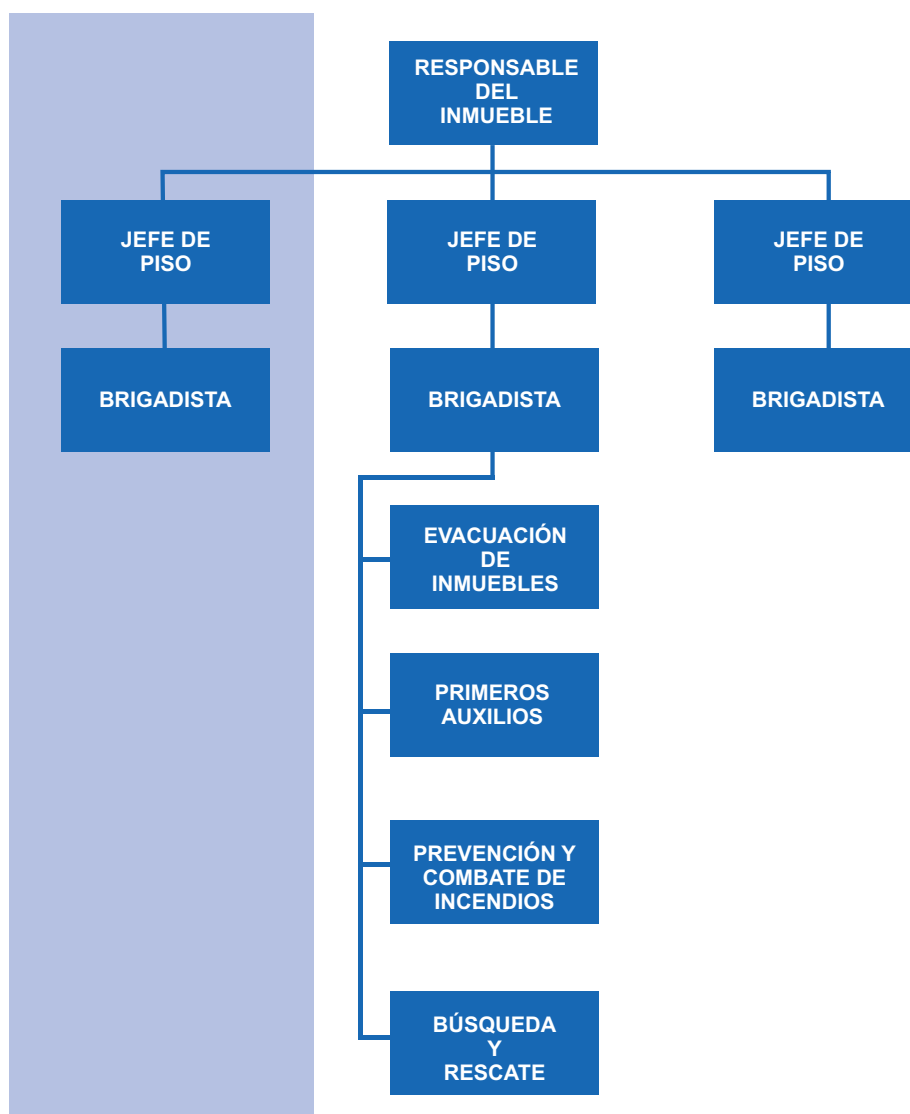 RESPONSABLE
DEL
INMUEBLE
JEFE DE
PISO
JEFE DE
PISO
JEFE DE
PISO
BRIGADISTA
BRIGADISTA
BRIGADISTA
EVACUACIÓN
DE
INMUEBLES
PRIMEROS
AUXILIOS
PREVENCIÓN Y
COMBATE DE
INCENDIOS
BÚSQUEDA
Y
RESCATE